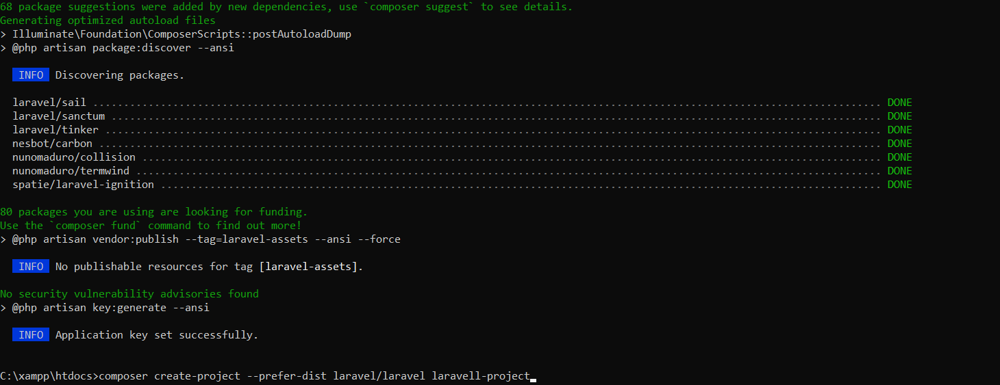 68 package suggestions were added by new dependencies, use `composer suggest` to see details.
Generating optimized autoload files
> Illuminate\Foundation\ComposerScripts::postAutoloadDump
> @php artisan package:discover --ansi
INFO Discovering packages.
laravel/sail ................................................................................................................................ DONE
laravel/sanctum ............................................................................................................................. DONE
laravel/tinker .............................................................................................................................. DONE
nesbot/carbon ............................................................................................................................... DONE
nunomaduro/collision ........................................................................................................................ DONE
nunomaduro/termwind ......................................................................................................................... DONE
spatie/laravel-ignition ..................................................................................................................... DONE
80 packages you are using are looking for funding.
Use the `composer fund` command to find out more!
> @php artisan vendor:publish --tag=laravel-assets --ansi --force
INFO No publishable resources for tag [laravel-assets].
No security vulnerability advisories found
> @php artisan key:generate --ansi
INFO Application key set successfully.
C:\xampp\htdocs>composer create-project --prefer-dist laravel/laravel laravell-project